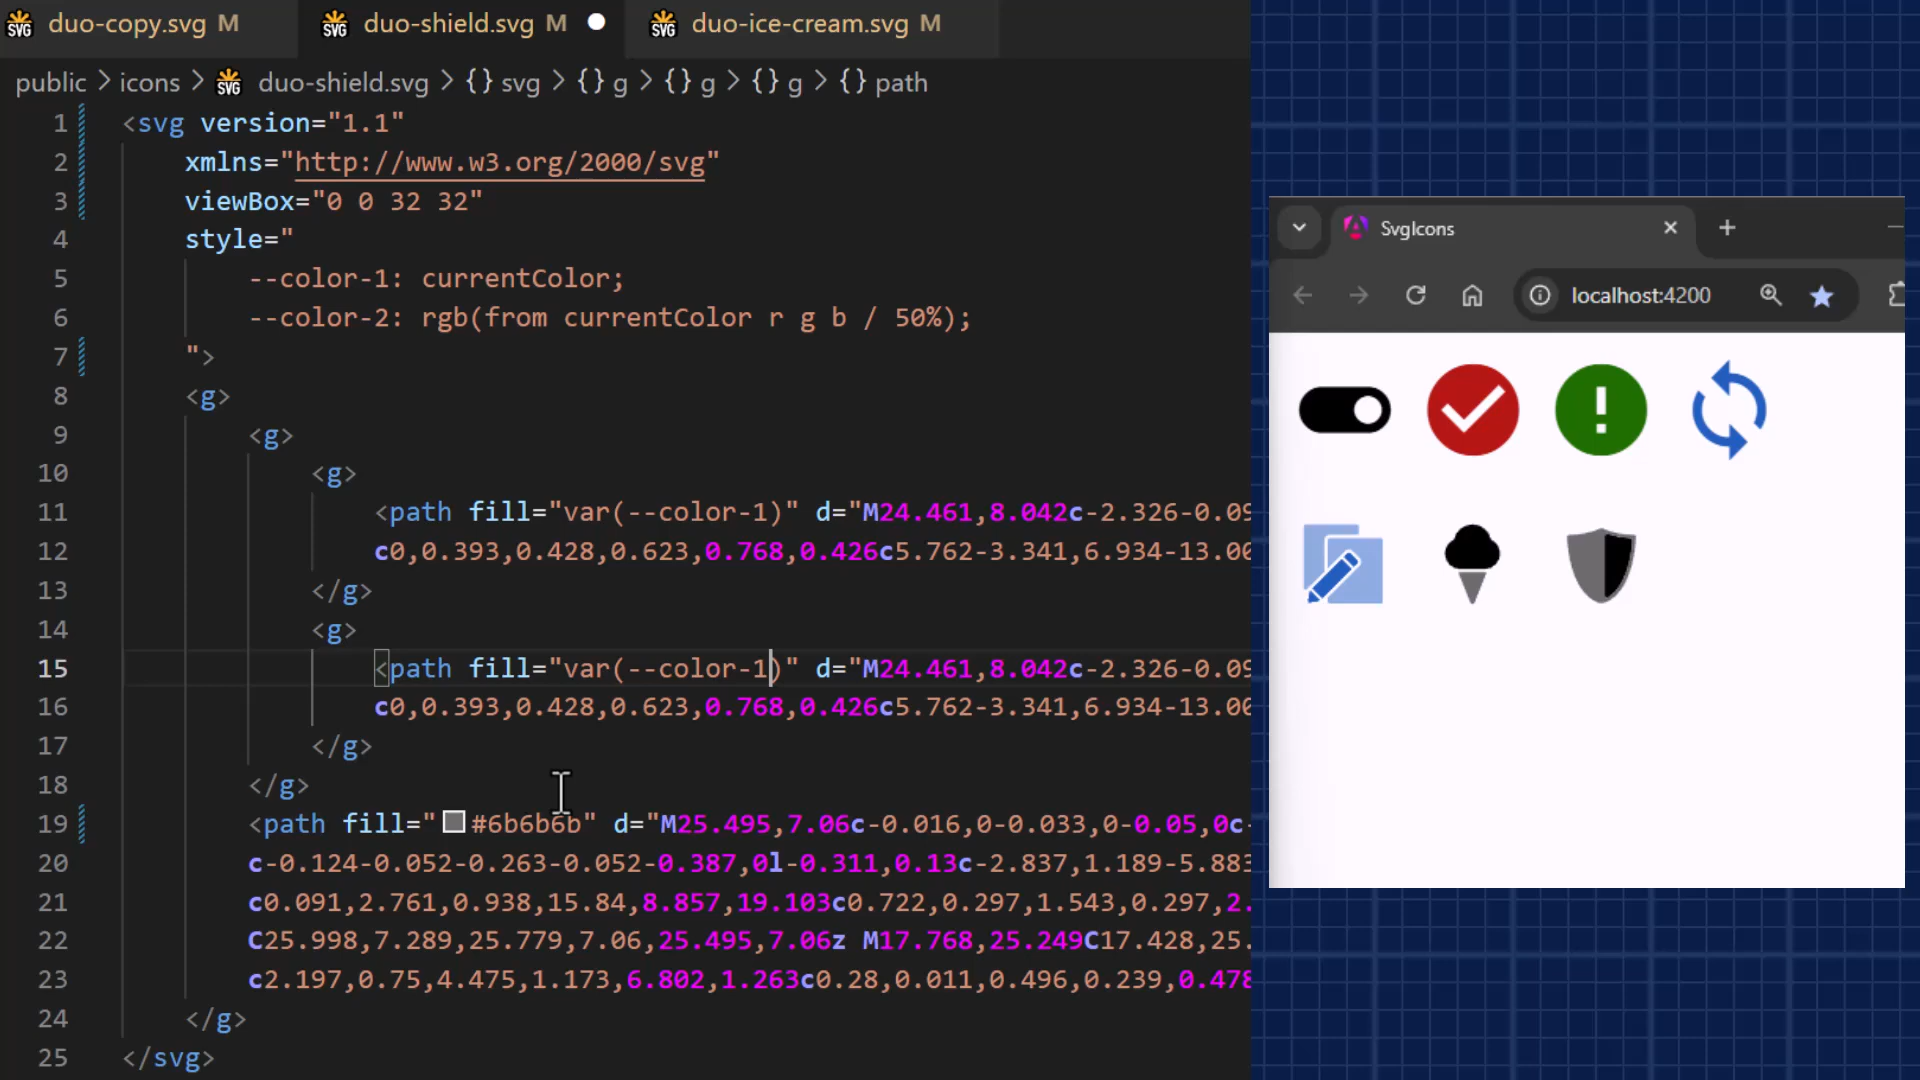 duo-copy.svg M
duo-shield.svg M
duo-ice-cream.svg M
public > icons > duo-shield.svg > {} svg > {} g > {} g > {} g > {} path
1 <svg version="1.1"
2 xmlns="http://www.w3.org/2000/svg"
3 viewBox="0 0 32 32"
4 style="
5 --color-1: currentColor;
6 --color-2: rgb(from currentColor r g b / 50%);
7 ">
8 <g>
9 <g>
10 <g>
11 <path fill="var(--color-1)" d="M24.461,8.042c-2.326-0.09
12 c0,0.393,0.428,0.623,0.768,0.426c5.762-3.341,6.934-13.00
13 </g>
14 <g>
15 <path fill="var(--color-1)" d="M24.461,8.042c-2.326-0.09
16 c0,0.393,0.428,0.623,0.768,0.426c5.762-3.341,6.934-13.00
17 </g>
18 </g>
19 <path fill="#6b6b6b" d="M25.495,7.06c-0.016,0-0.033,0-0.05,0c-
20 c-0.124-0.052-0.263-0.052-0.387,0l-0.311,0.13c-2.837,1.189-5.883
21 c0.091,2.761,0.938,15.84,8.857,19.103c0.722,0.297,1.543,0.297,2.
22 C25.998,7.289,25.779,7.06,25.495,7.06z M17.768,25.249C17.428,25.
23 c2.197,0.75,4.475,1.173,6.802,1.263c0.28,0.011,0.496,0.239,0.478
24 </g>
25 </svg>
SvgIcons
localhost:4200